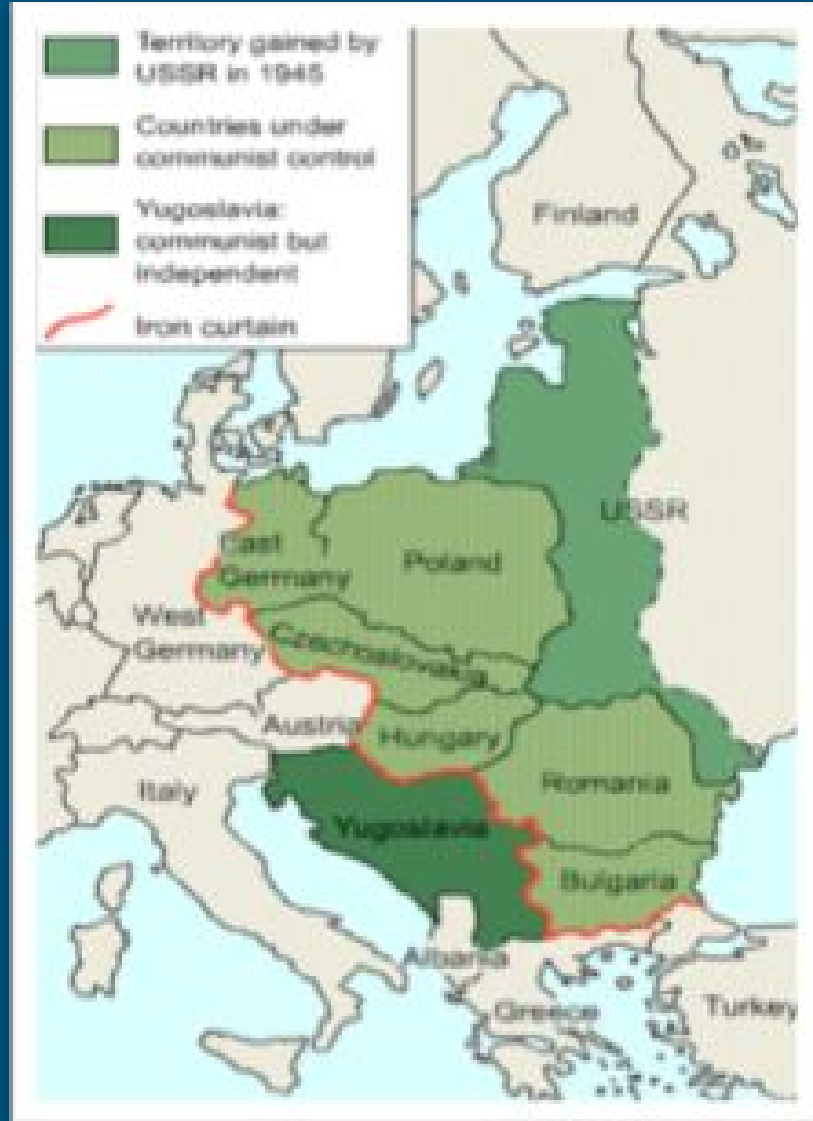 Territory gained by
USSR in 1945
Countries under
communist control
Yugoslavia:
communist but
independent
Iron curtain
Finland
USSR
East
Germany
Poland
West
Germany
Czechoslovakia
Austria
Hungary
Italy
Romania
Yugoslavia
Bulgaria
Albania
Greece
Turkey